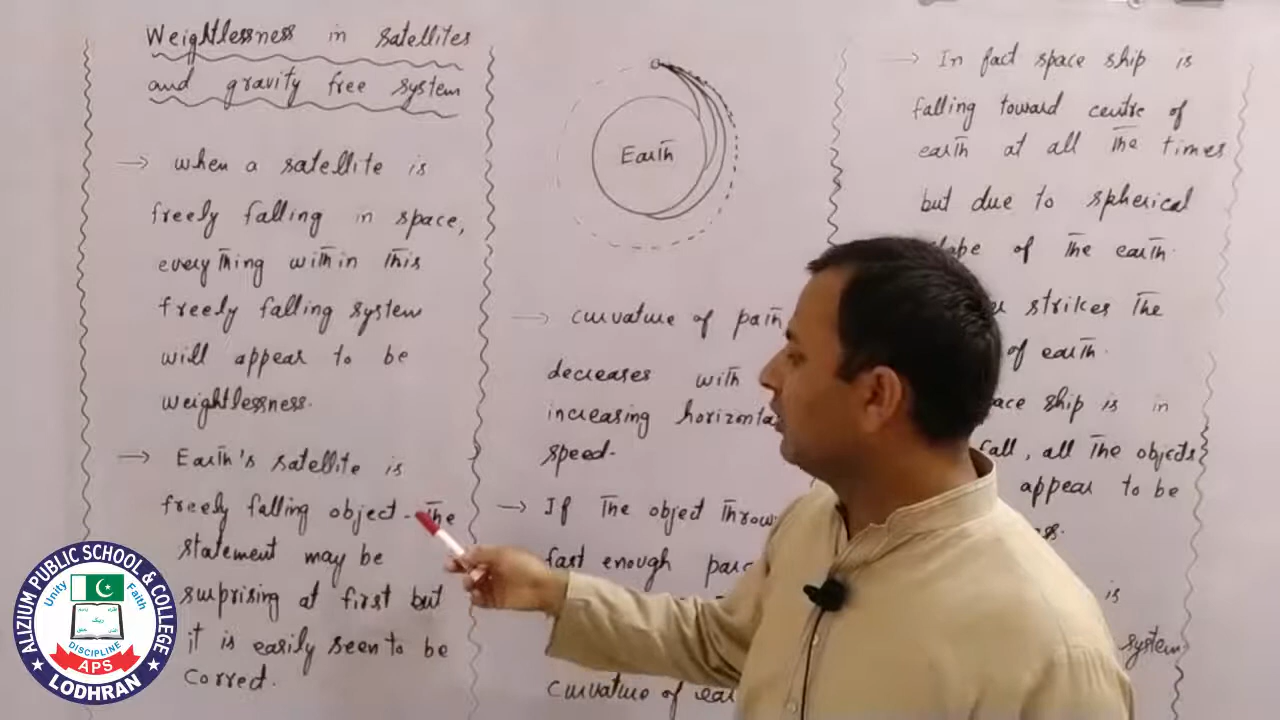 Weightlessness in satellites
and gravity free system
→ when a satellite is
freely falling in space,
everything within this
freely falling system
will appear to be
weightlessness.
→ Earth's satellite is
freely falling object. The
statement may be
surprising at first but
it is easily seen to be
correct.
Earth
→ curvature of path
decreases with
increasing
speed.
→ If the object
fast enough
curvature of
→ In fact space ship is
falling toward centre of
earth at all the times
but due to spherical
of the earth.
strikes the
of earth.
ship is in
fall, all the objects
appear to be
is
system
ALIZIUM PUBLIC SCHOOL & COLLEGE
Unity
Faith
DISCIPLINE
APS
LODHRAN